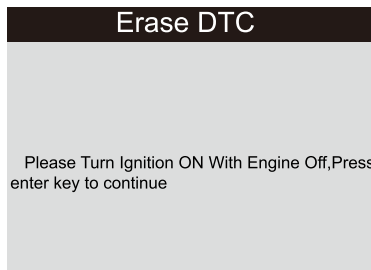 Erase DTC
Please Turn Ignition ON With Engine Off,Press
enter key to continue